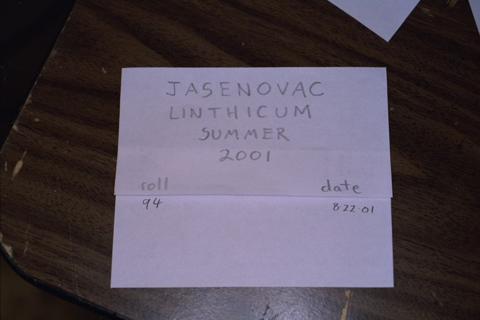 JASENOVAC
LINTHICUM
SUMMER
2001
roll date
94 8-22-01